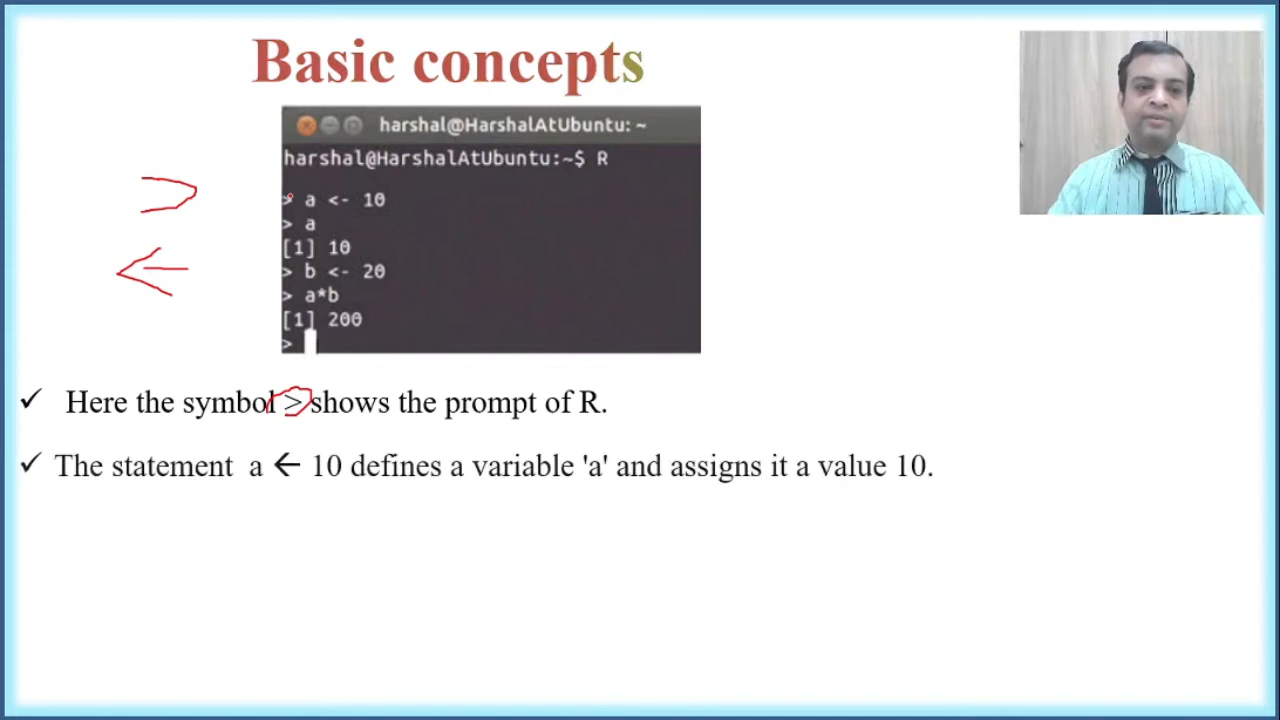 Basic concepts
harshal@HarshalAtUbuntu: ~
harshal@HarshalAtUbuntu:~$ R
> a <- 10
> a
[1] 10
> b <- 20
> a*b
[1] 200
>
✓ Here the symbol > shows the prompt of R.
✓ The statement a ← 10 defines a variable 'a' and assigns it a value 10.